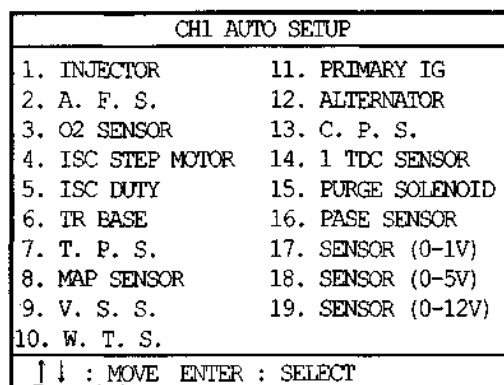 CH1 AUTO SETUP
1. INJECTOR
2. A. F. S.
3. O2 SENSOR
4. ISC STEP MOTOR
5. ISC DUTY
6. TR BASE
7. T. P. S.
8. MAP SENSOR
9. V. S. S.
10. W. T. S.
11. PRIMARY IG
12. ALTERNATOR
13. C. P. S.
14. 1 TDC SENSOR
15. PURGE SOLENOID
16. PASE SENSOR
17. SENSOR (0-1V)
18. SENSOR (0-5V)
19. SENSOR (0-12V)
↑↓ : MOVE ENTER : SELECT